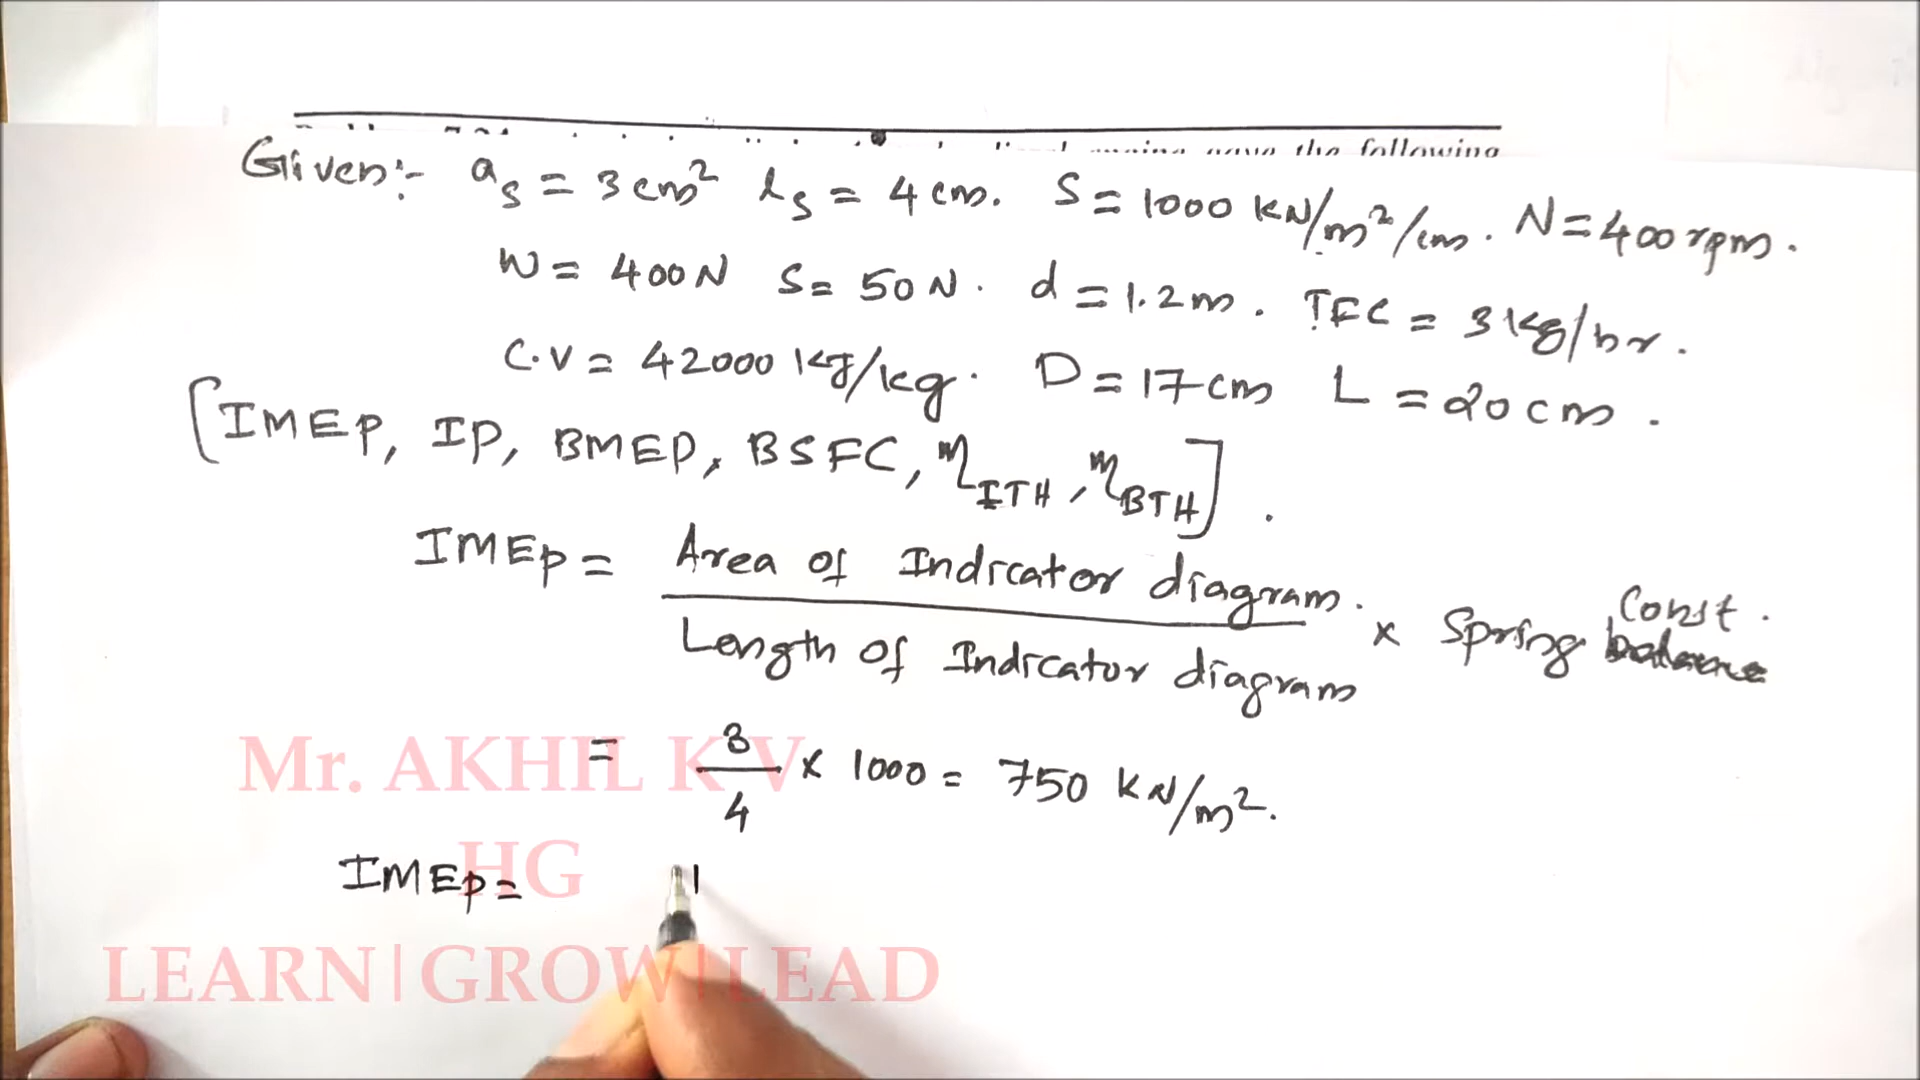 the following
Given:- as = 3 cm² ls = 4 cm. S = 1000 KN/m²/cm. N = 400 rpm.
W = 400 N S = 50 N. d = 1.2 m. TFC = 3 kg/hr.
C.V = 42000 KJ/kg. D = 17 cm L = 20 cm.
[IMEP, IP, BMEP, BSFC, ηITH, ηBTH].
IMEP = Area of Indicator diagram. / Length of Indicator diagram × Spring Const.
= 3/4 × 1000 = 750 KN/m².
IMEP =
Mr. AKHIL K V
HG
LEARN|GROW|LEAD